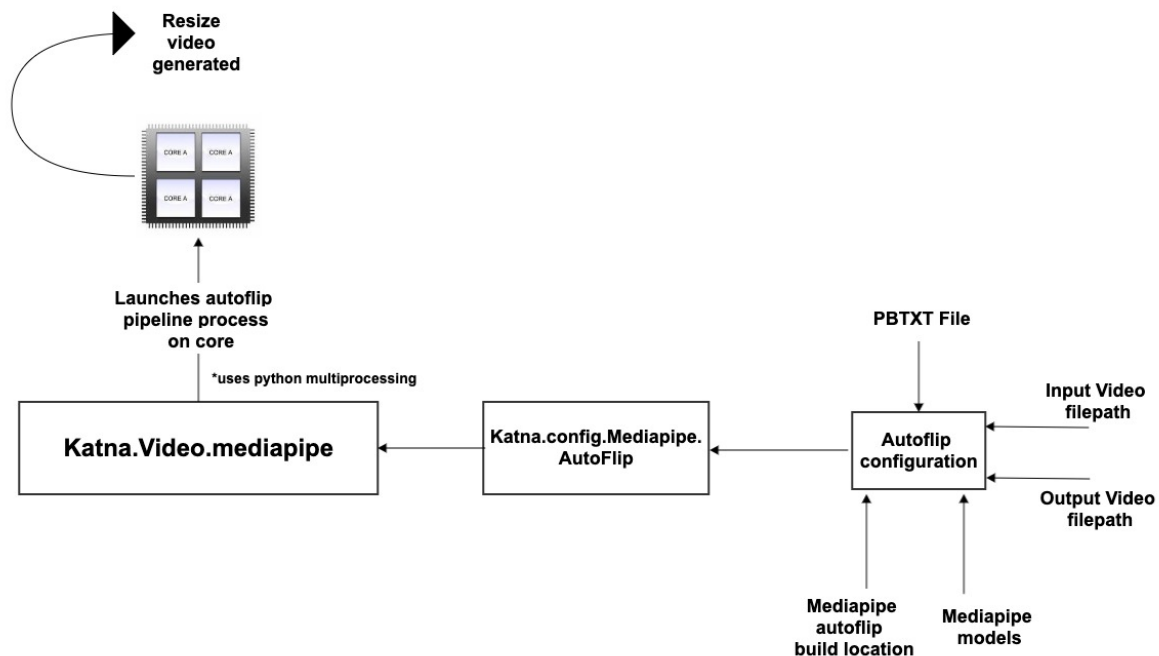 Resize
video
generated
CORE A
CORE A
CORE A
CORE A
Launches autoflip
pipeline process
on core
*uses python multiprocessing
Katna.Video.mediapipe
Katna.config.Mediapipe.
AutoFlip
PBTXT File
Autoflip
configuration
Input Video
filepath
Output Video
filepath
Mediapipe
autoflip
build location
Mediapipe
models